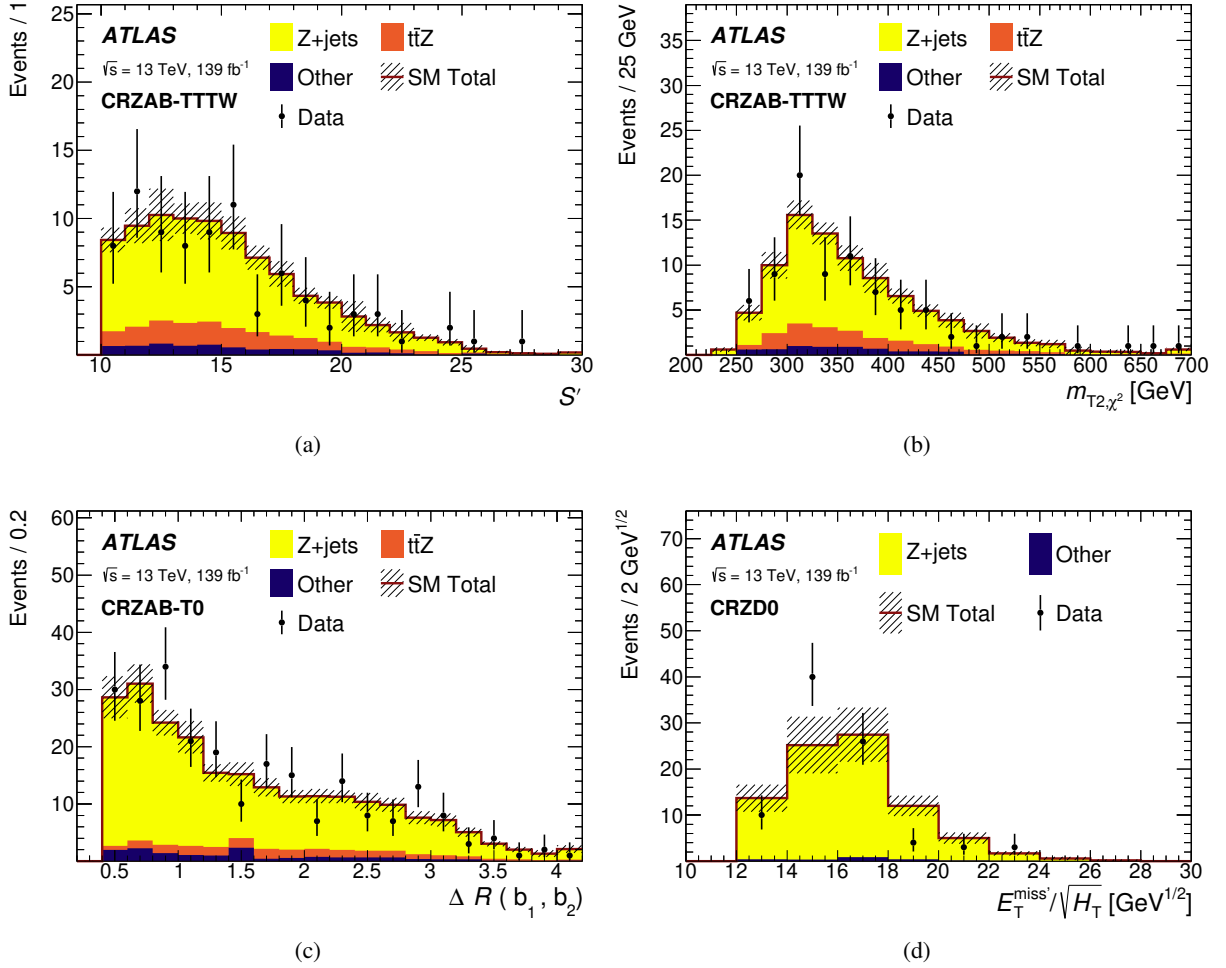 Events / 1
25
20
15
10
5
ATLAS
√s = 13 TeV, 139 fb⁻¹
CRZAB-TTTW
Z+jets
tt̄Z
Other
SM Total
Data
10 15 20 25 30
S′
(a)
Events / 25 GeV
35
30
25
20
15
10
5
ATLAS
√s = 13 TeV, 139 fb⁻¹
CRZAB-TTTW
Z+jets
tt̄Z
Other
SM Total
Data
200 250 300 350 400 450 500 550 600 650 700
m_T2,χ² [GeV]
(b)
Events / 0.2
60
50
40
30
20
10
ATLAS
√s = 13 TeV, 139 fb⁻¹
CRZAB-T0
Z+jets
tt̄Z
Other
SM Total
Data
0.5 1 1.5 2 2.5 3 3.5 4
Δ R ( b₁ , b₂ )
(c)
Events / 2 GeV^1/2
70
60
50
40
30
20
10
ATLAS
√s = 13 TeV, 139 fb⁻¹
CRZD0
Z+jets
Other
SM Total
Data
10 12 14 16 18 20 22 24 26 28 30
E_T^miss′/√H_T [GeV^1/2]
(d)